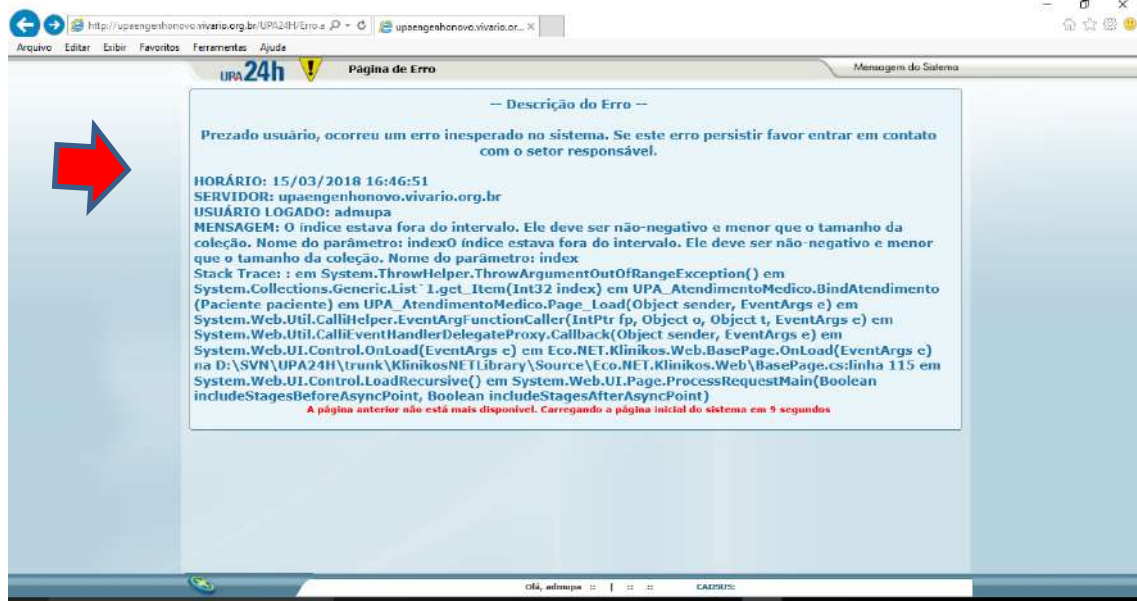 http://upaengenhonovo.vivario.org.br/UPA24H/Erro.a
upaengenhonovo.vivario.or...
Arquivo Editar Exibir Favoritos Ferramentas Ajuda
UPA 24h
Página de Erro
Mensagem do Sistema
-- Descrição do Erro --
Prezado usuário, ocorreu um erro inesperado no sistema. Se este erro persistir favor entrar em contato
com o setor responsável.
HORÁRIO: 15/03/2018 16:46:51
SERVIDOR: upaengenhonovo.vivario.org.br
USUÁRIO LOGADO: admupa
MENSAGEM: O índice estava fora do intervalo. Ele deve ser não-negativo e menor que o tamanho da
coleção. Nome do parâmetro: indexO índice estava fora do intervalo. Ele deve ser não-negativo e menor
que o tamanho da coleção. Nome do parâmetro: index
Stack Trace: : em System.ThrowHelper.ThrowArgumentOutOfRangeException() em
System.Collections.Generic.List`1.get_Item(Int32 index) em UPA_AtendimentoMedico.BindAtendimento
(Paciente paciente) em UPA_AtendimentoMedico.Page_Load(Object sender, EventArgs e) em
System.Web.Util.CalliHelper.EventArgFunctionCaller(IntPtr fp, Object o, Object t, EventArgs e) em
System.Web.Util.CalliEventHandlerDelegateProxy.Callback(Object sender, EventArgs e) em
System.Web.UI.Control.OnLoad(EventArgs e) em Eco.NET.Klinikos.Web.BasePage.OnLoad(EventArgs e)
na D:\SVN\UPA24H\trunk\KlinikosNETLibrary\Source\Eco.NET.Klinikos.Web\BasePage.cs:linha 115 em
System.Web.UI.Control.LoadRecursive() em System.Web.UI.Page.ProcessRequestMain(Boolean
includeStagesBeforeAsyncPoint, Boolean includeStagesAfterAsyncPoint)
A página anterior não está mais disponível. Carregando a página inicial do sistema em 9 segundos
Olá, admupa :: | :: :: CADSUS: